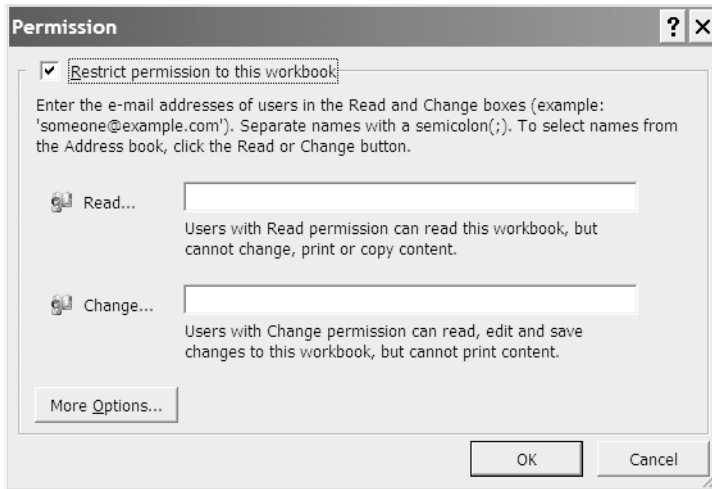 Permission
Restrict permission to this workbook
Enter the e-mail addresses of users in the Read and Change boxes (example:
'someone@example.com'). Separate names with a semicolon(;). To select names from
the Address book, click the Read or Change button.
Read...
Users with Read permission can read this workbook, but
cannot change, print or copy content.
Change...
Users with Change permission can read, edit and save
changes to this workbook, but cannot print content.
More Options...
OK Cancel